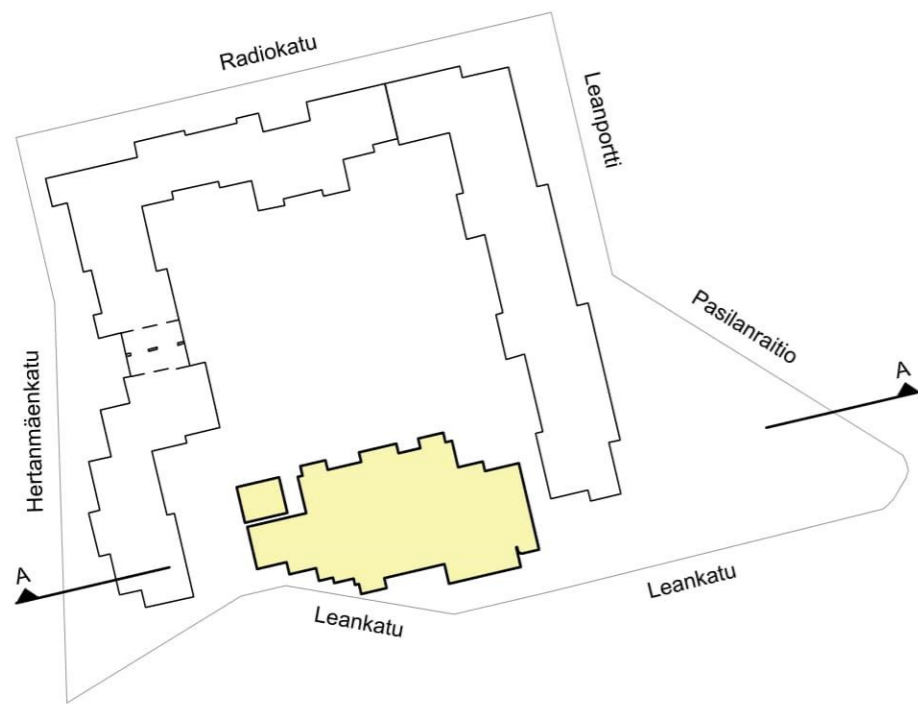 Radiokatu
Leanportti
Pasilanraitio
A
Hertanmäenkatu
A
Leankatu
Leankatu